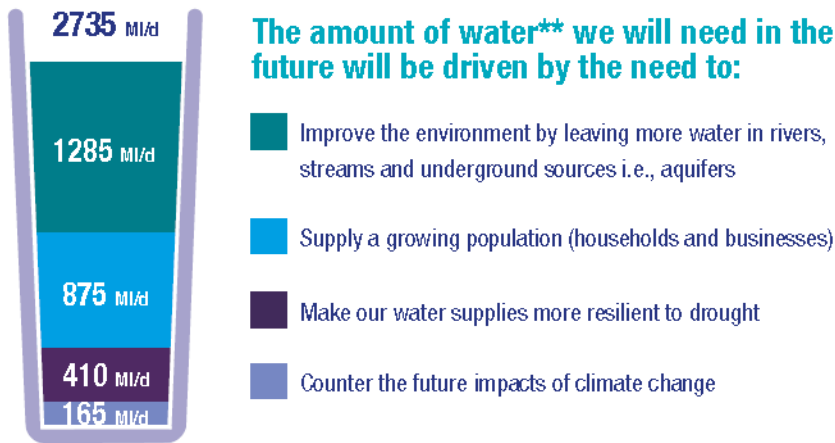 2735 Ml/d
The amount of water** we will need in the
future will be driven by the need to:
1285 Ml/d
Improve the environment by leaving more water in rivers,
streams and underground sources i.e., aquifers
875 Ml/d
Supply a growing population (households and businesses)
410 Ml/d
Make our water supplies more resilient to drought
165 Ml/d
Counter the future impacts of climate change